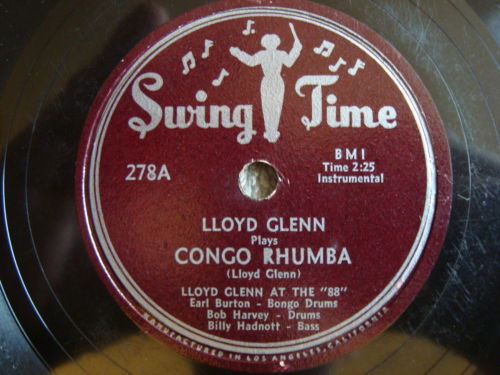 Swing Time
278A
BMI
Time 2:25
Instrumental
LLOYD GLENN
Plays
CONGO RHUMBA
(Lloyd Glenn)
LLOYD GLENN AT THE "88"
Earl Burton - Bongo Drums
Bob Harvey - Drums
Billy Hadnott - Bass
MANUFACTURED IN LOS ANGELES, CALIFORNIA